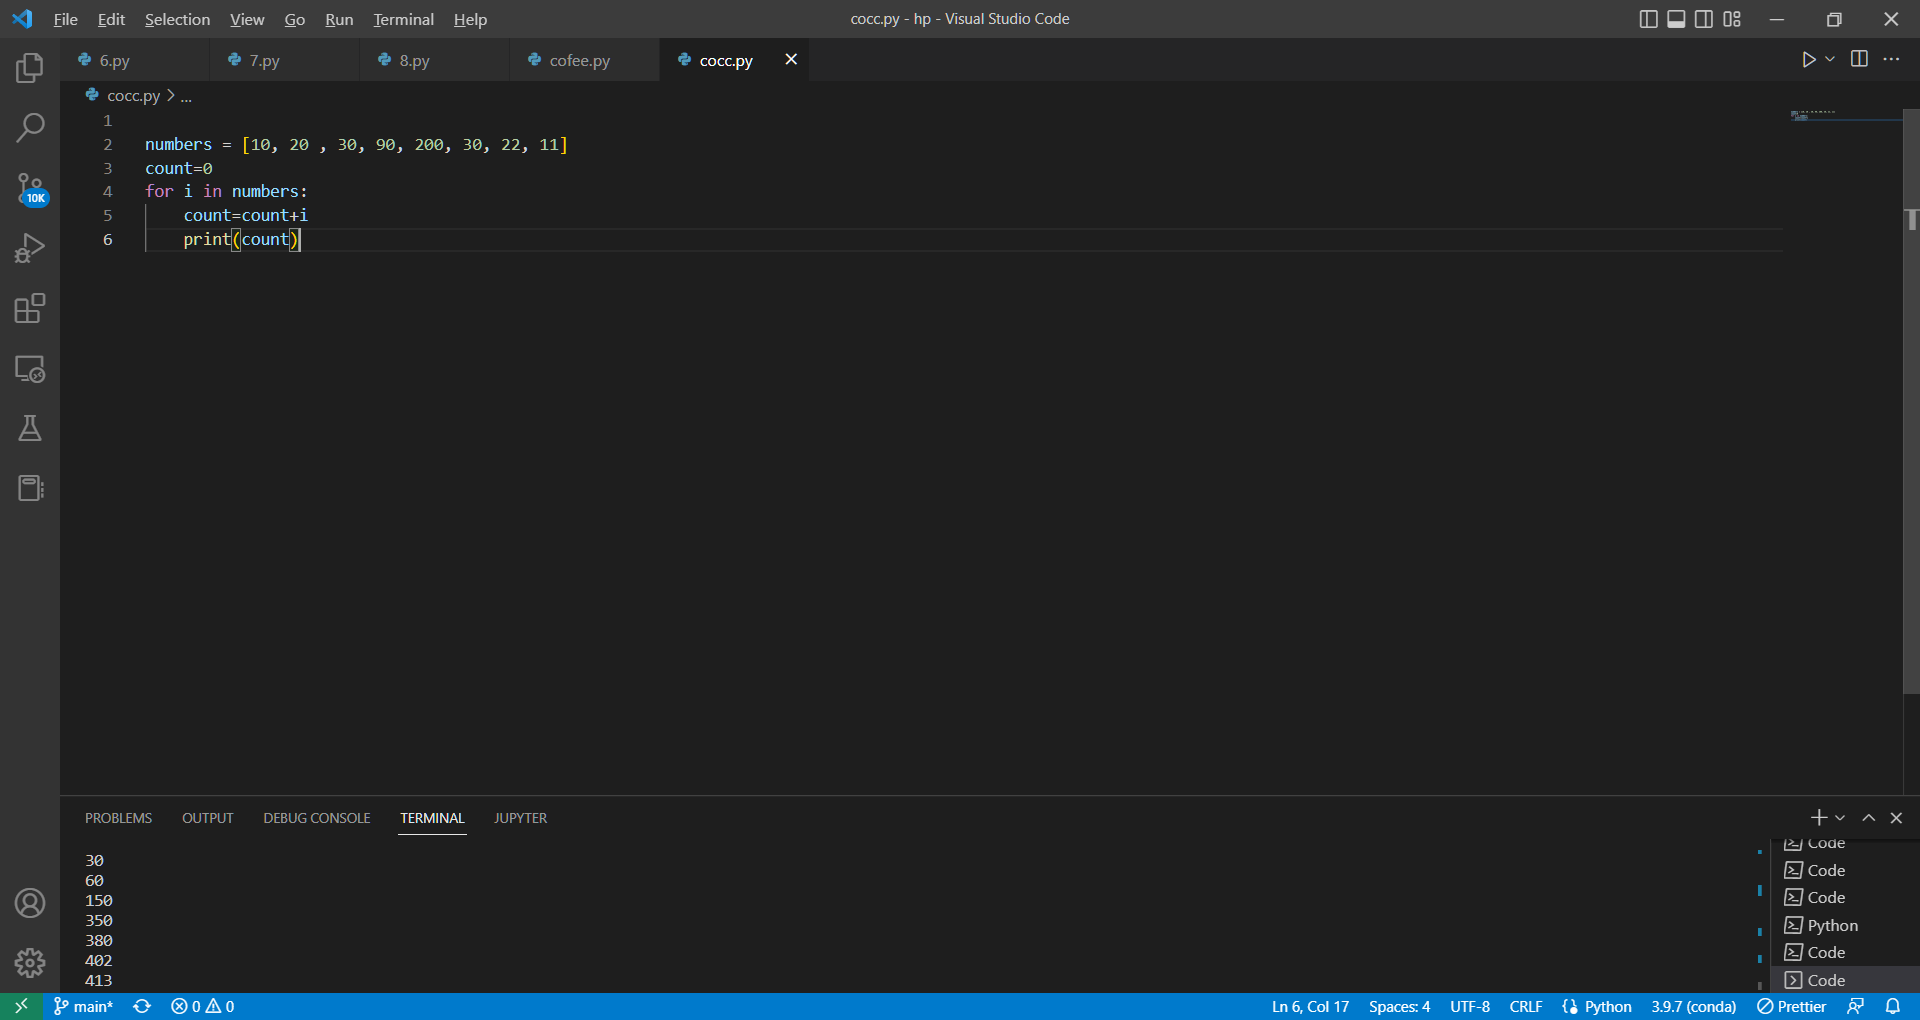 File Edit Selection View Go Run Terminal Help
cocc.py - hp - Visual Studio Code
6.py 7.py 8.py cofee.py cocc.py
cocc.py > ...
1
2 numbers = [10, 20 , 30, 90, 200, 30, 22, 11]
3 count=0
4 for i in numbers:
5 count=count+i
6 print(count)
10K
PROBLEMS OUTPUT DEBUG CONSOLE TERMINAL JUPYTER
30
60
150
350
380
402
413
Code
Code
Code
Python
Code
Code
main* 0 0 Ln 6, Col 17 Spaces: 4 UTF-8 CRLF Python 3.9.7 (conda) Prettier